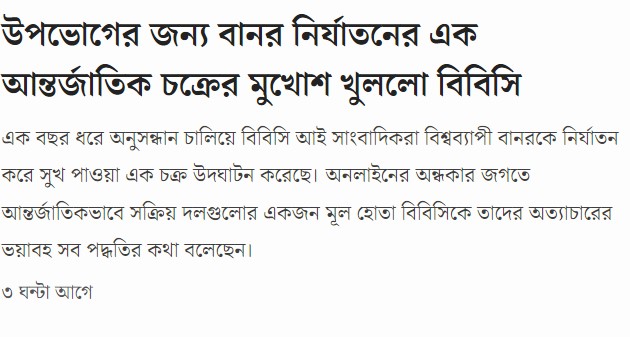 উপভোগের জন্য বানর নির্যাতনের এক
আন্তর্জাতিক চক্রের মুখোশ খুললো বিবিসি
এক বছর ধরে অনুসন্ধান চালিয়ে বিবিসি আই সাংবাদিকরা বিশ্বব্যাপী বানরকে নির্যাতন
করে সুখ পাওয়া এক চক্র উদঘাটন করেছে। অনলাইনের অন্ধকার জগতে
আন্তর্জাতিকভাবে সক্রিয় দলগুলোর একজন মূল হোতা বিবিসিকে তাদের অত্যাচারের
ভয়াবহ সব পদ্ধতির কথা বলেছেন।
৩ ঘন্টা আগে